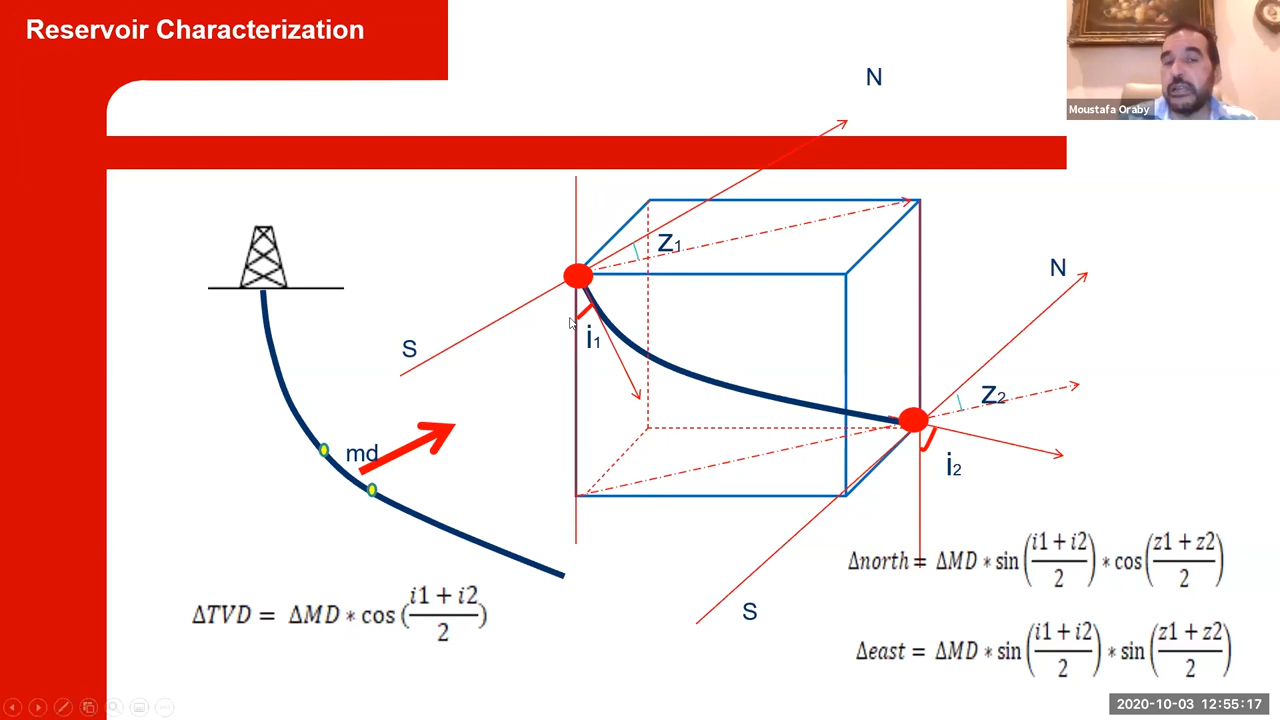 Reservoir Characterization
Moustafa Oraby
N
Z1
i1
S
N
Z2
md
i2
S
Δnorth = ΔMD * sin((i1 + i2)/2) * cos((z1 + z2)/2)
ΔTVD = ΔMD * cos((i1 + i2)/2)
Δeast = ΔMD * sin((i1 + i2)/2) * sin((z1 + z2)/2)
2020-10-03 12:55:17